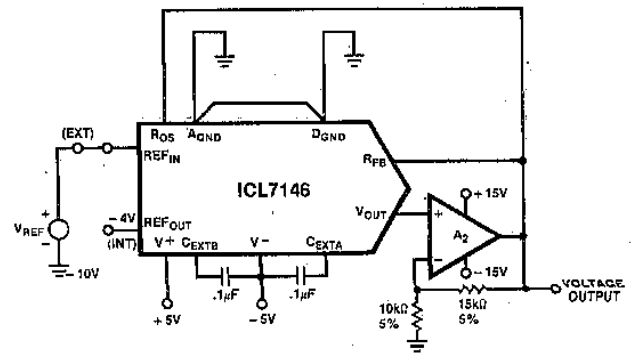 ROS AGND DGND
(EXT)
REFIN
RFB
ICL7146
VOUT
+15V
+
A2
VREF
+
-
-4V
REFOUT
(INT)
V+ CEXTB V- CEXTA
-
-15V
-10V
.1µF .1µF
10kΩ
5%
15kΩ
5%
VOLTAGE
OUTPUT
+5V
-5V